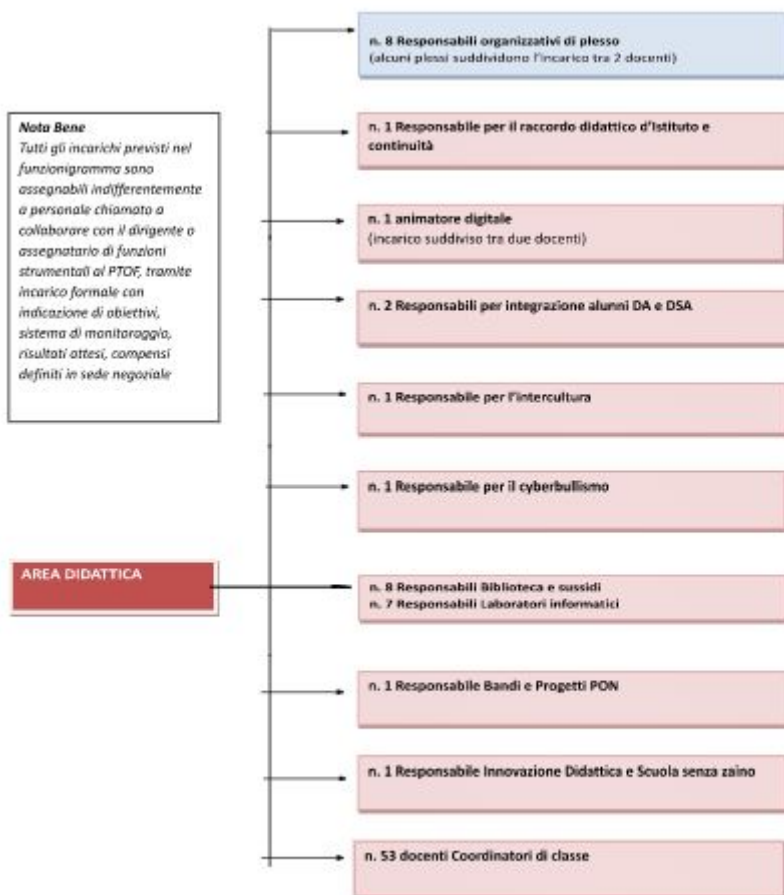 n. 8 Responsabili organizzativi di plesso
(alcuni plessi suddividono l'incarico tra 2 docenti)
Nota Bene
Tutti gli incarichi previsti nel
funzionigramma sono
assegnabili indifferentemente
a personale chiamato a
collaborare con il dirigente o
assegnatario di funzioni
strumentali al PTOF, tramite
incarico formale con
indicazione di obiettivi,
sistema di monitoraggio,
risultati attesi, compensi
definiti in sede negoziale
n. 1 Responsabile per il raccordo didattico d'Istituto e
continuità
n. 1 animatore digitale
(incarico suddiviso tra due docenti)
n. 2 Responsabili per integrazione alunni DA e DSA
n. 1 Responsabile per l'intercultura
n. 1 Responsabile per il cyberbullismo
AREA DIDATTICA
n. 8 Responsabili Biblioteca e sussidi
n. 7 Responsabili Laboratori informatici
n. 1 Responsabile Bandi e Progetti PON
n. 1 Responsabile Innovazione Didattica e Scuola senza zaino
n. 53 docenti Coordinatori di classe